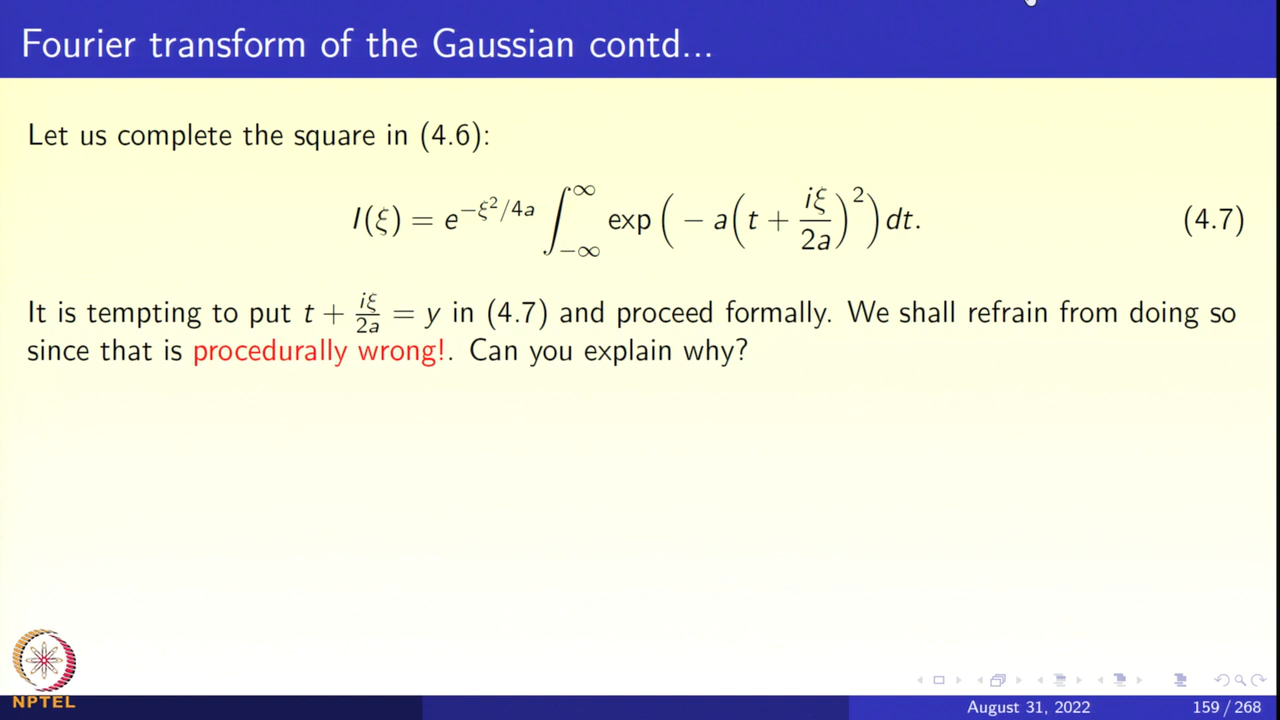 Fourier transform of the Gaussian contd...
Let us complete the square in (4.6):
I(ξ) = e^{−ξ²/4a} ∫_{−∞}^{∞} exp ( − a( t + iξ/2a )² ) dt. (4.7)
It is tempting to put t + iξ/2a = y in (4.7) and proceed formally. We shall refrain from doing so
since that is procedurally wrong!. Can you explain why?
NPTEL
August 31, 2022 159 / 268